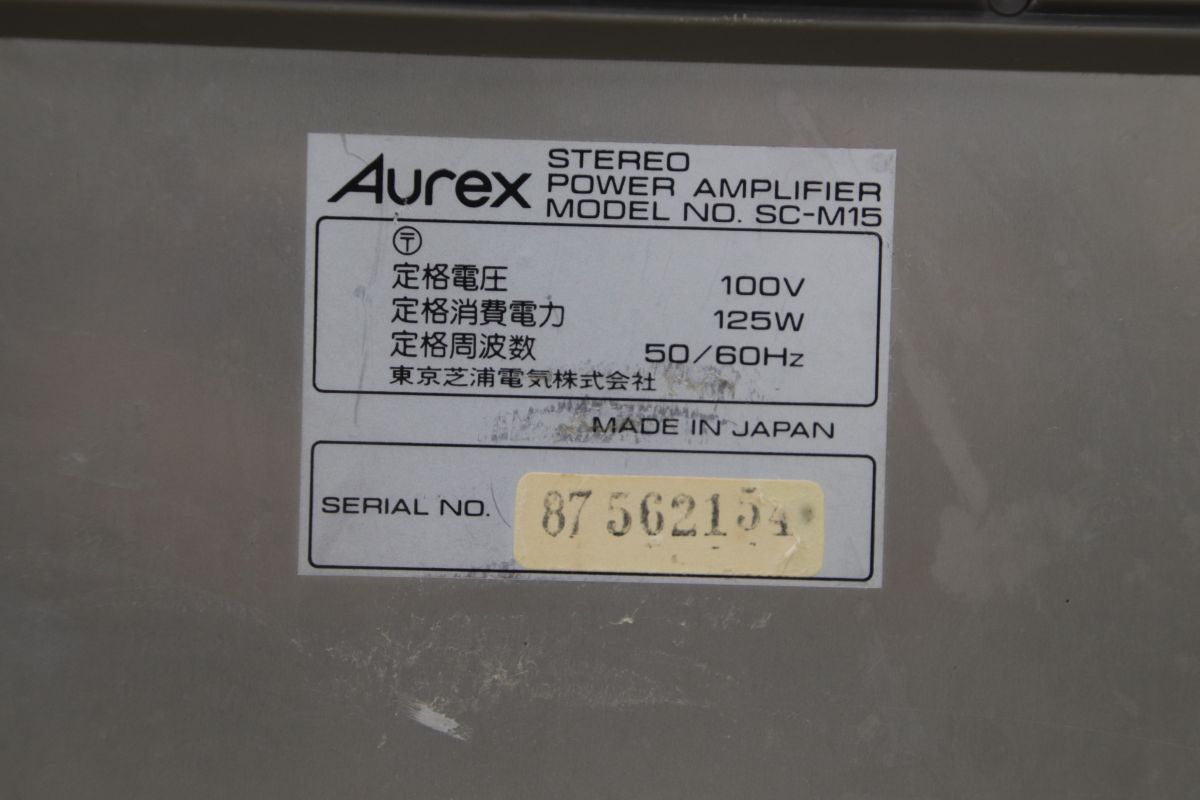 Aurex
STEREO
POWER AMPLIFIER
MODEL NO. SC-M15
〶
定格電圧 100V
定格消費電力 125W
定格周波数 50/60Hz
東京芝浦電気株式会社
MADE IN JAPAN
SERIAL NO. 87562154